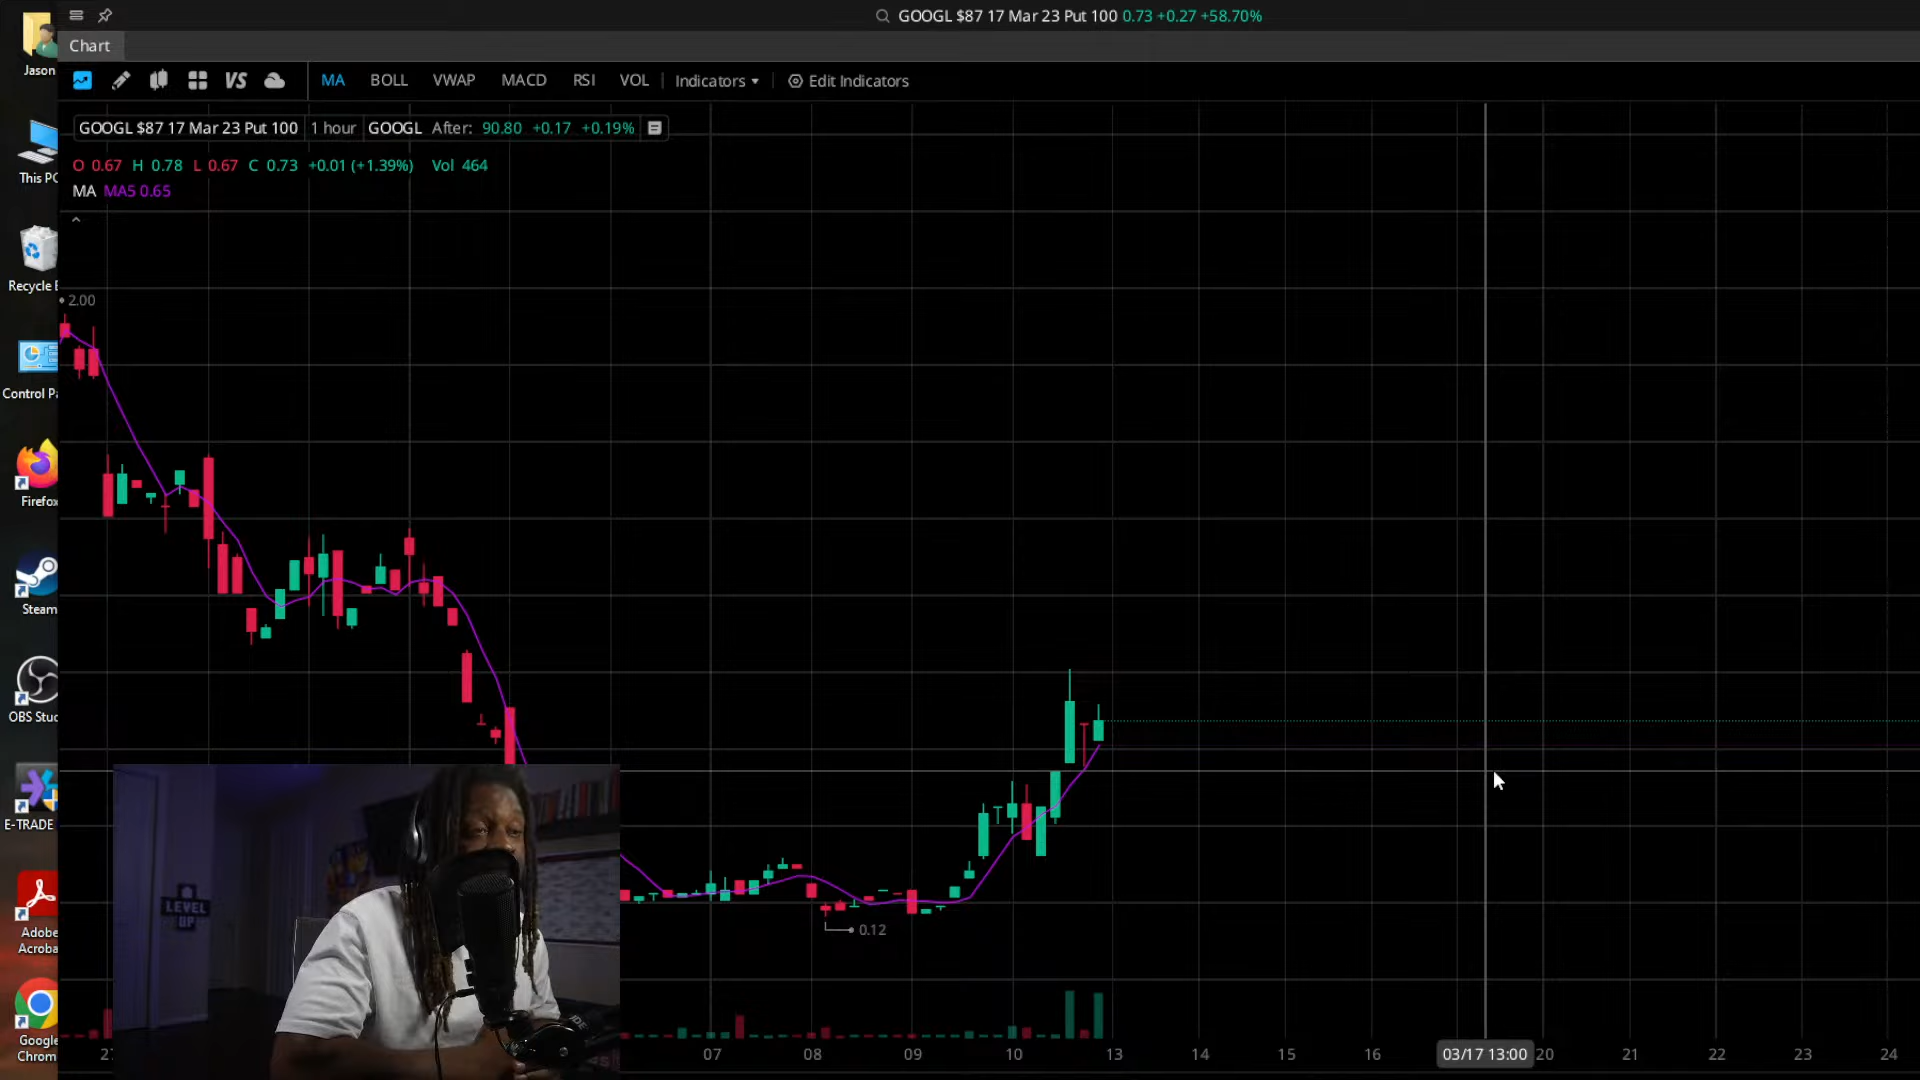 GOOGL $87 17 Mar 23 Put 100 0.73 +0.27 +58.70%
Chart
VS MA BOLL VWAP MACD RSI VOL Indicators Edit Indicators
GOOGL $87 17 Mar 23 Put 100 1 hour GOOGL After: 90.80 +0.17 +0.19%
O 0.67 H 0.78 L 0.67 C 0.73 +0.01 (+1.39%) Vol 464
MA MA5 0.65
2.00
0.12
07 08 09 10 13 14 15 16 03/17 13:00 20 21 22 23 24
Jason
This PC
Recycle B
Control Pa
Firefox
Steam
OBS Stud
E-TRADE
Adobe
Acroba
Google
Chrom
LEVEL
UP